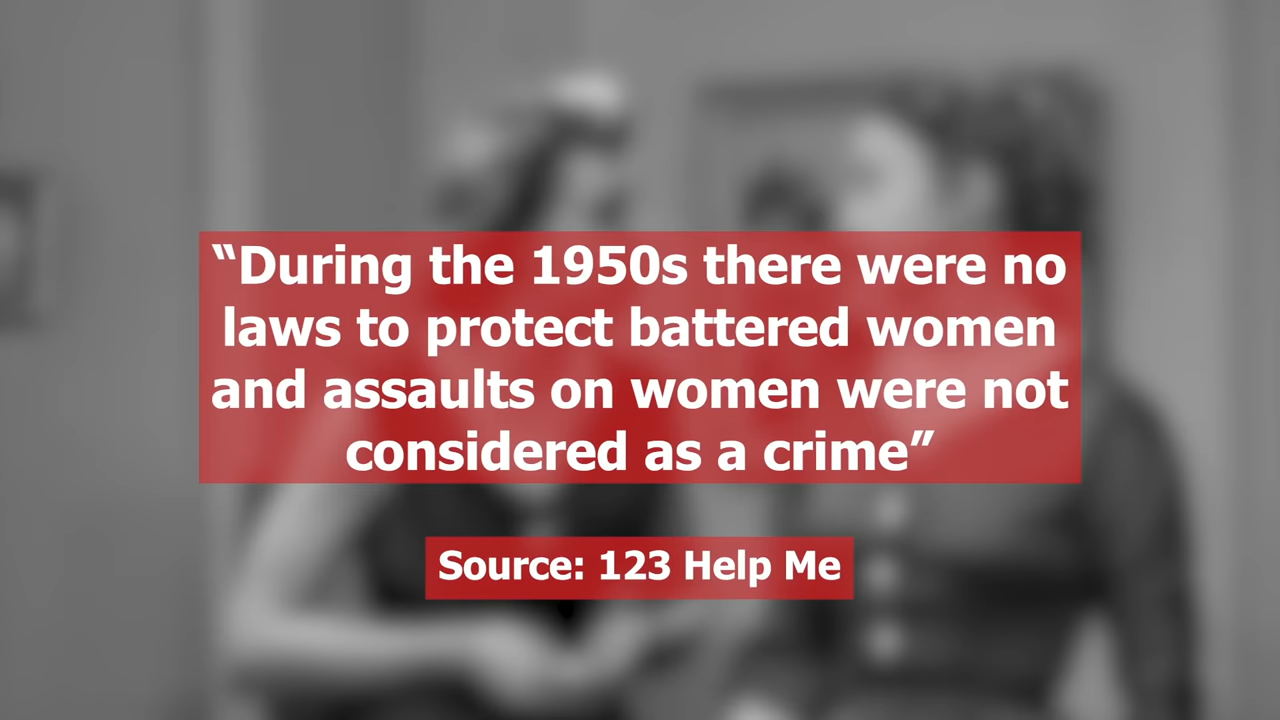 “During the 1950s there were no
laws to protect battered women
and assaults on women were not
considered as a crime”
Source: 123 Help Me